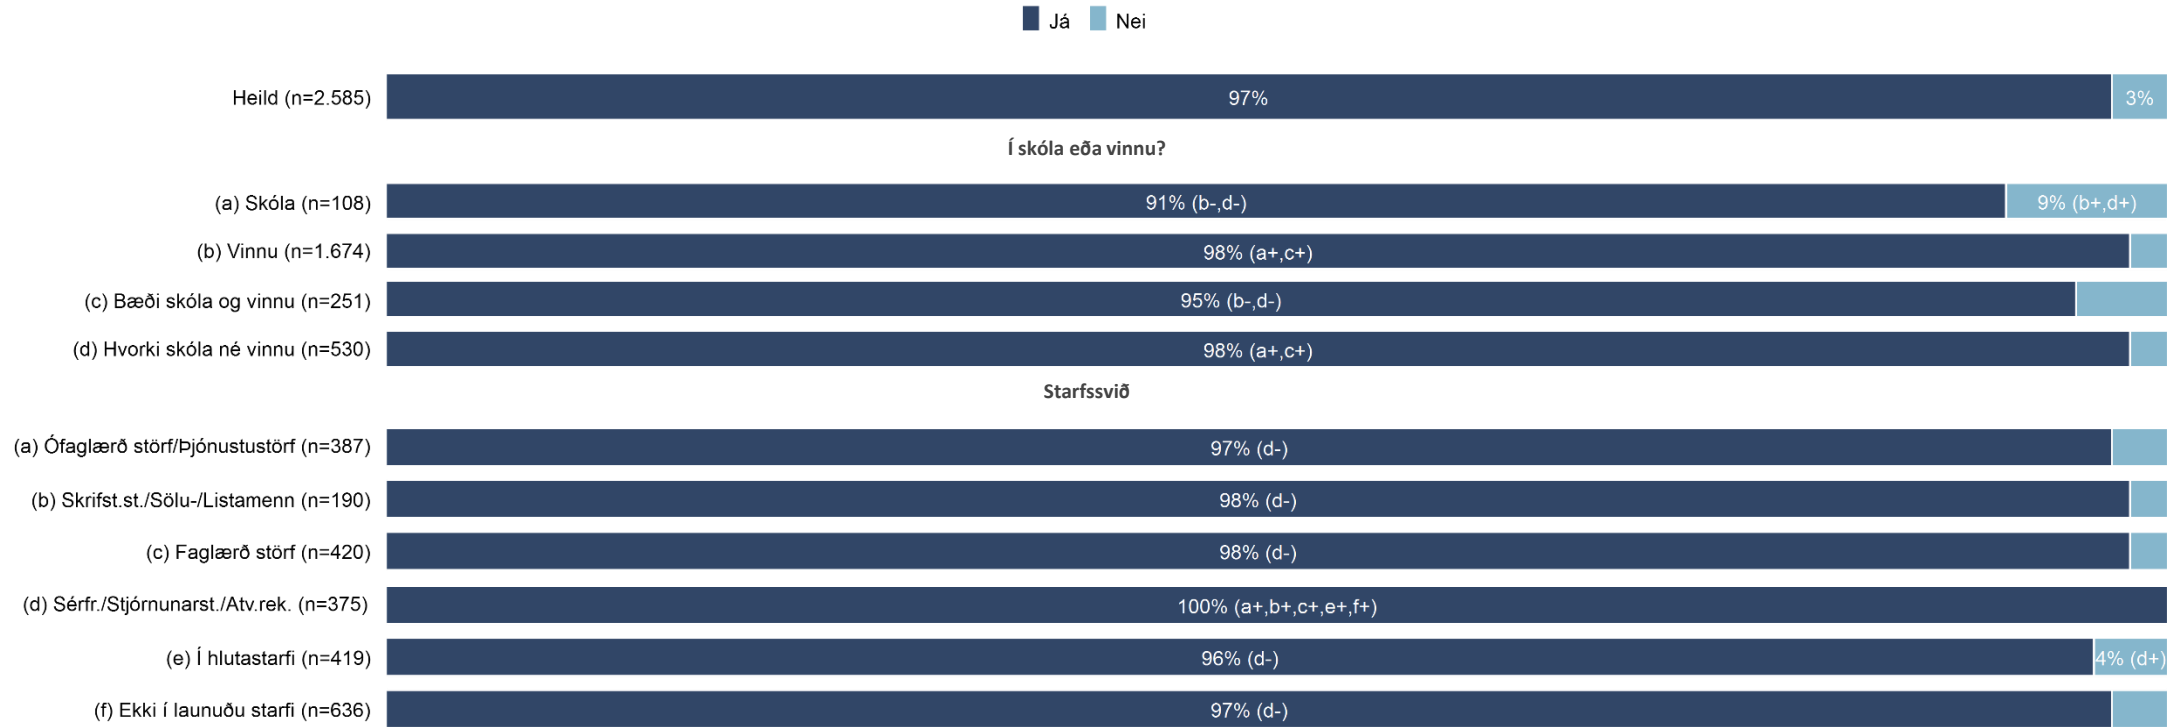 Já Nei
Heild (n=2.585) 97% 3%
Í skóla eða vinnu?
(a) Skóla (n=108) 91% (b-,d-) 9% (b+,d+)
(b) Vinnu (n=1.674) 98% (a+,c+)
(c) Bæði skóla og vinnu (n=251) 95% (b-,d-)
(d) Hvorki skóla né vinnu (n=530) 98% (a+,c+)
Starfssvið
(a) Ófaglærð störf/Þjónustustörf (n=387) 97% (d-)
(b) Skrifst.st./Sölu-/Listamenn (n=190) 98% (d-)
(c) Faglærð störf (n=420) 98% (d-)
(d) Sérfr./Stjórnunarst./Atv.rek. (n=375) 100% (a+,b+,c+,e+,f+)
(e) Í hlutastarfi (n=419) 96% (d-) 4% (d+)
(f) Ekki í launuðu starfi (n=636) 97% (d-)